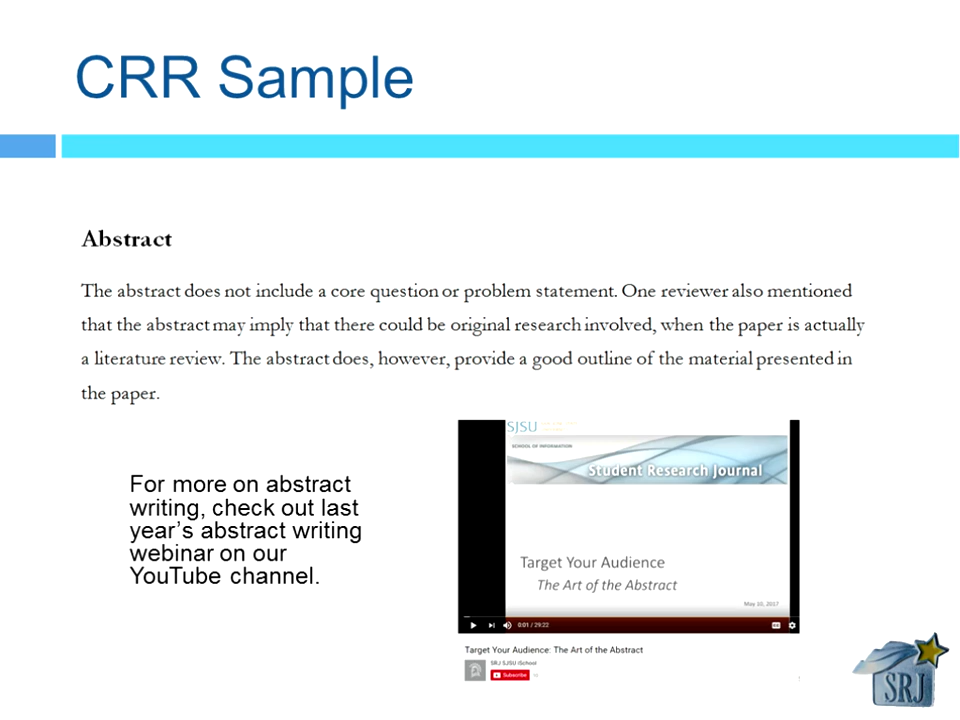 CRR Sample
Abstract
The abstract does not include a core question or problem statement. One reviewer also mentioned
that the abstract may imply that there could be original research involved, when the paper is actually
a literature review. The abstract does, however, provide a good outline of the material presented in
the paper.
For more on abstract
writing, check out last
year’s abstract writing
webinar on our
YouTube channel.
SJSU
SCHOOL OF INFORMATION
Student Research Journal
Target Your Audience
The Art of the Abstract
May 10, 2017
0:01 / 29:22
Target Your Audience: The Art of the Abstract
SRJ SJSU iSchool
Subscribe
SRJ